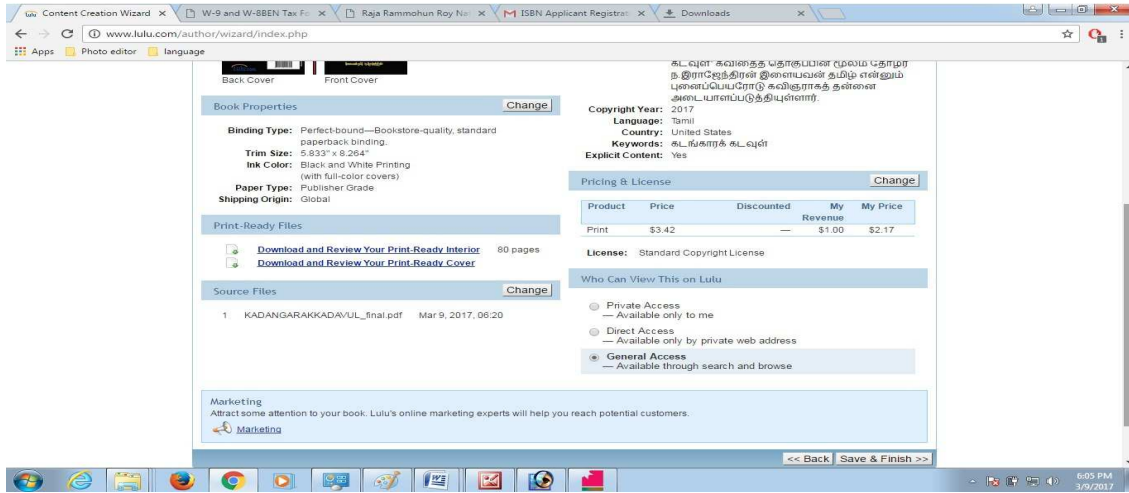 Content Creation Wizard
W-9 and W-8BEN Tax Fo
Raja Rammohun Roy Nat
ISBN Applicant Registrat
Downloads
www.lulu.com/author/wizard/index.php
Apps Photo editor language
Back Cover Front Cover
Book Properties Change
Binding Type: Perfect-bound—Bookstore-quality, standard
paperback binding.
Trim Size: 5.833" x 8.264"
Ink Color: Black and White Printing
(with full-color covers)
Paper Type: Publisher Grade
Shipping Origin: Global
Print-Ready Files
Download and Review Your Print-Ready Interior 80 pages
Download and Review Your Print-Ready Cover
Source Files Change
1 KADANGARAKKADAVUL_final.pdf Mar 9, 2017, 06:20
கடவுள்' கவிதைத் தொகுப்பின் மூலம் தோழர்
ந.இராஜேந்திரன் இளையவன் தமிழ் என்னும்
புனைப்பெயரோடு கவிஞராகத் தன்னை
அடையாளப்படுத்தியுள்ளார்.
Copyright Year: 2017
Language: Tamil
Country: United States
Keywords: கடங்காரக் கடவுள்
Explicit Content: Yes
Pricing & License Change
Product Price Discounted My Revenue My Price
Print $3.42 — $1.00 $2.17
License: Standard Copyright License
Who Can View This on Lulu
Private Access
— Available only to me
Direct Access
— Available only by private web address
General Access
— Available through search and browse
Marketing
Attract some attention to your book. Lulu's online marketing experts will help you reach potential customers.
Marketing
<< Back Save & Finish >>
6:05 PM
3/9/2017